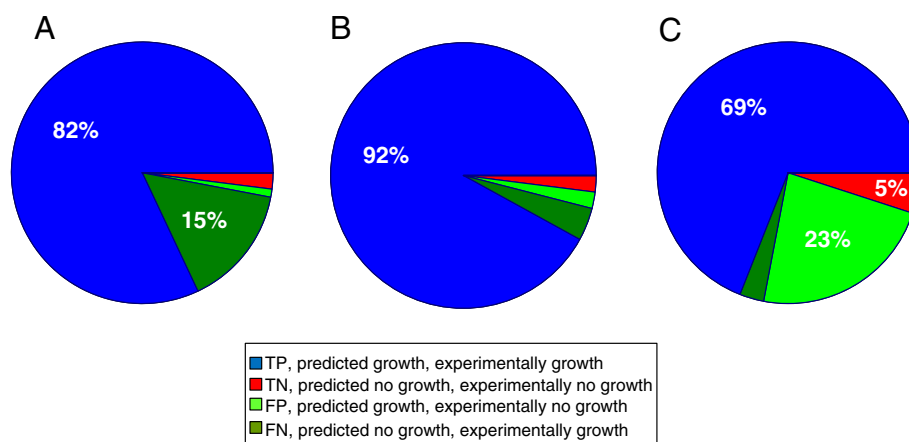 A
B
C
82%
92%
69%
15%
5%
23%
TP, predicted growth, experimentally growth
TN, predicted no growth, experimentally no growth
FP, predicted growth, experimentally no growth
FN, predicted no growth, experimentally growth